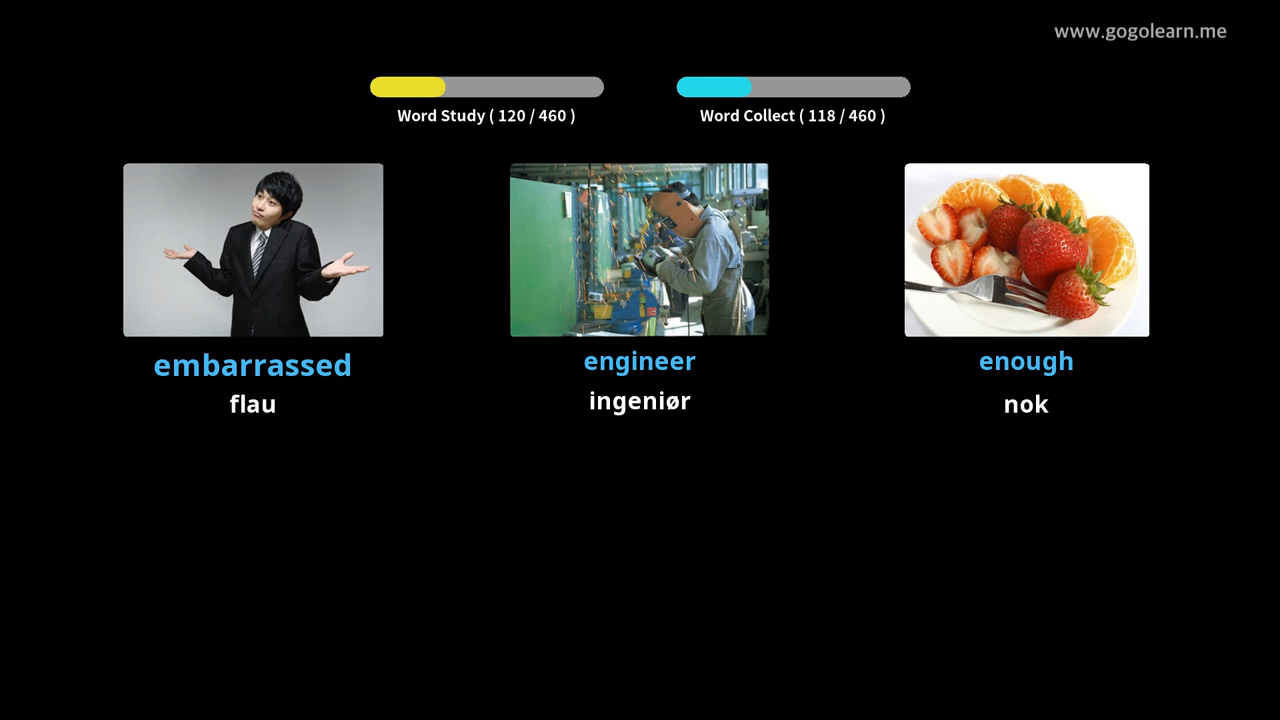 www.gogolearn.me
Word Study ( 120 / 460 )
Word Collect ( 118 / 460 )
embarrassed
flau
engineer
ingeniør
enough
nok